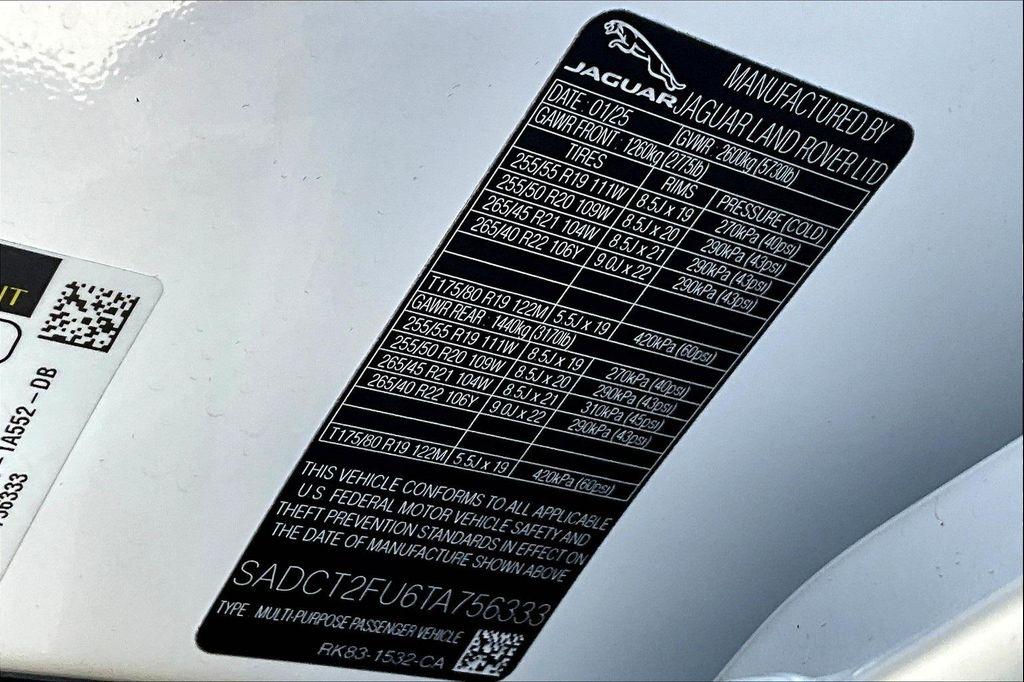 JAGUAR
MANUFACTURED BY
JAGUAR LAND ROVER LTD
DATE : 01/25 GVWR : 2600kg (5730lb)
GAWR FRONT : 1260kg (2775lb)
TIRES RIMS PRESSURE (COLD)
255/55 R19 111W 8.5J x 19 270kPa (40psi)
255/50 R20 109W 8.5J x 20 290kPa (43psi)
265/45 R21 104W 8.5J x 21 290kPa (43psi)
265/40 R22 106Y 9.0J x 22 290kPa (43psi)
T175/80 R19 122M 5.5J x 19 420kPa (60psi)
GAWR REAR : 1440kg (3170lb)
255/55 R19 111W 8.5J x 19 270kPa (40psi)
255/50 R20 109W 8.5J x 20 290kPa (43psi)
265/45 R21 104W 8.5J x 21 310kPa (45psi)
265/40 R22 106Y 9.0J x 22 290kPa (43psi)
T175/80 R19 122M 5.5J x 19 420kPa (60psi)
THIS VEHICLE CONFORMS TO ALL APPLICABLE
U.S. FEDERAL MOTOR VEHICLE SAFETY AND
THEFT PREVENTION STANDARDS IN EFFECT ON
THE DATE OF MANUFACTURE SHOWN ABOVE
SADCT2FU6TA756333
TYPE : MULTI-PURPOSE PASSENGER VEHICLE
RK83-1532-CA
IT
-1A552-DB
756333